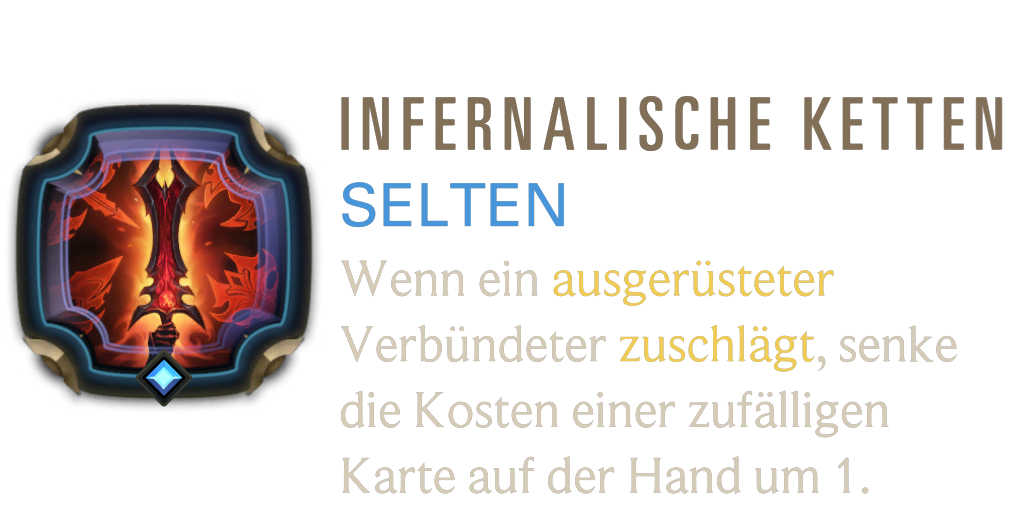 INFERNALISCHE KETTEN
SELTEN
Wenn ein ausgerüsteter
Verbündeter zuschlägt, senke
die Kosten einer zufälligen
Karte auf der Hand um 1.